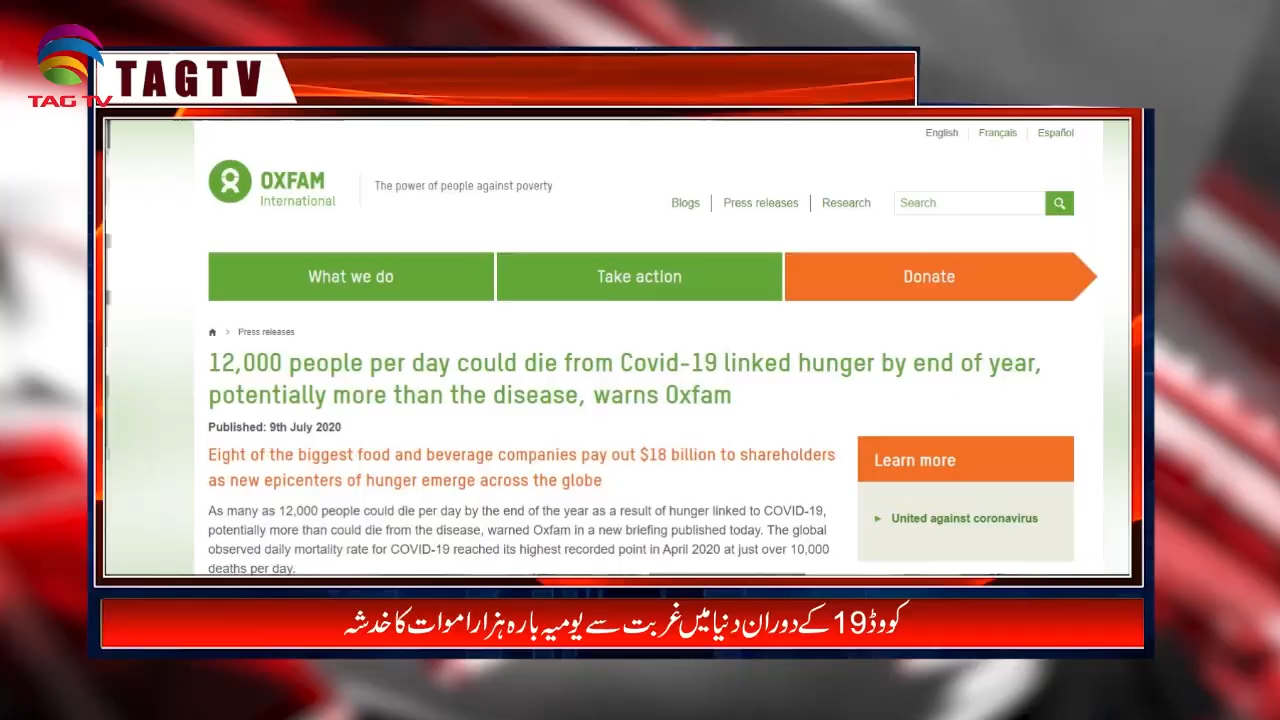 TAG TV
TAGTV
English Français Español
OXFAM
International
The power of people against poverty
Blogs Press releases Research Search
What we do Take action Donate
> Press releases
12,000 people per day could die from Covid-19 linked hunger by end of year,
potentially more than the disease, warns Oxfam
Published: 9th July 2020
Eight of the biggest food and beverage companies pay out $18 billion to shareholders
as new epicenters of hunger emerge across the globe
As many as 12,000 people could die per day by the end of the year as a result of hunger linked to COVID-19,
potentially more than could die from the disease, warned Oxfam in a new briefing published today. The global
observed daily mortality rate for COVID-19 reached its highest recorded point in April 2020 at just over 10,000
deaths per day.
Learn more
United against coronavirus
کووڈ19 کے دوران دنیا میں غربت سے یومیہ بارہ ہزار اموات کا خدشہ